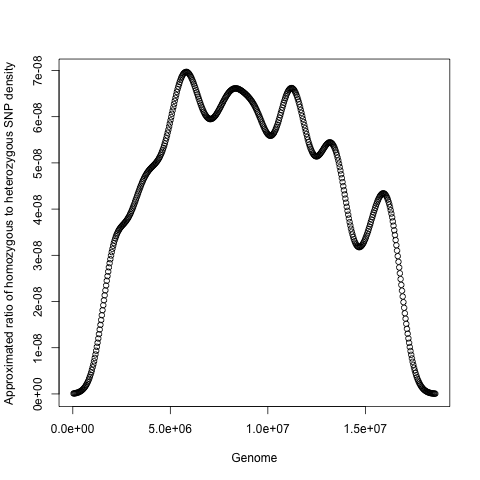 Approximated ratio of homozygous to heterozygous SNP density
7e-08
6e-08
5e-08
4e-08
3e-08
2e-08
1e-08
0e+00
0.0e+00 5.0e+06 1.0e+07 1.5e+07
Genome